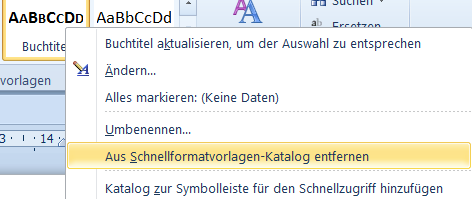 AaBbCcDd AaBbCcDd
Buchtitel
Suchen
Ersetzen
vorlagen
3 14
Buchtitel aktualisieren, um der Auswahl zu entsprechen
Ändern...
Alles markieren: (Keine Daten)
Umbenennen...
Aus Schnellformatvorlagen-Katalog entfernen
Katalog zur Symbolleiste für den Schnellzugriff hinzufügen